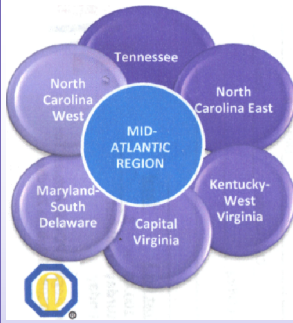 Tennessee
North
Carolina
West
North
Carolina East
MID-
ATLANTIC
REGION
Maryland-
South
Delaware
Kentucky-
West
Virginia
Capital
Virginia
®